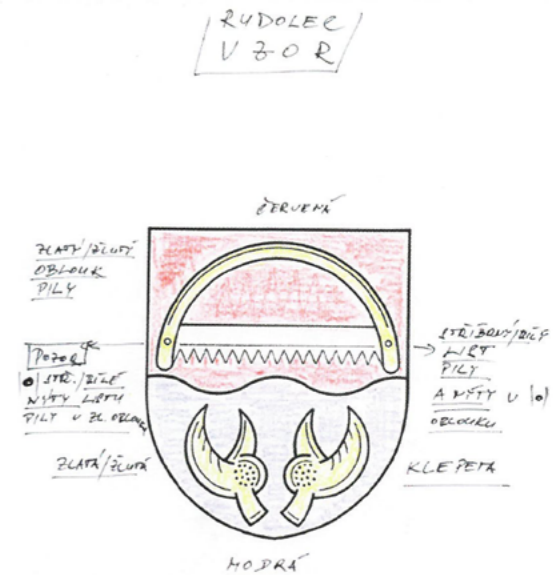 RUDOLEC
VZOR
ČERVENÁ
ZLATÝ/ŽLUTÝ
OBLOUK
PILY
POZOR
STŘ./BÍLÉ
NÝTY LISTU
PILY V ZL. OBLOUKU
STŘÍBRNÝ/BÍLÝ
LIST
PILY
A NÝTY V
OBLOUKU
ZLATÁ/ŽLUTÁ
KLEPETA
MODRÁ